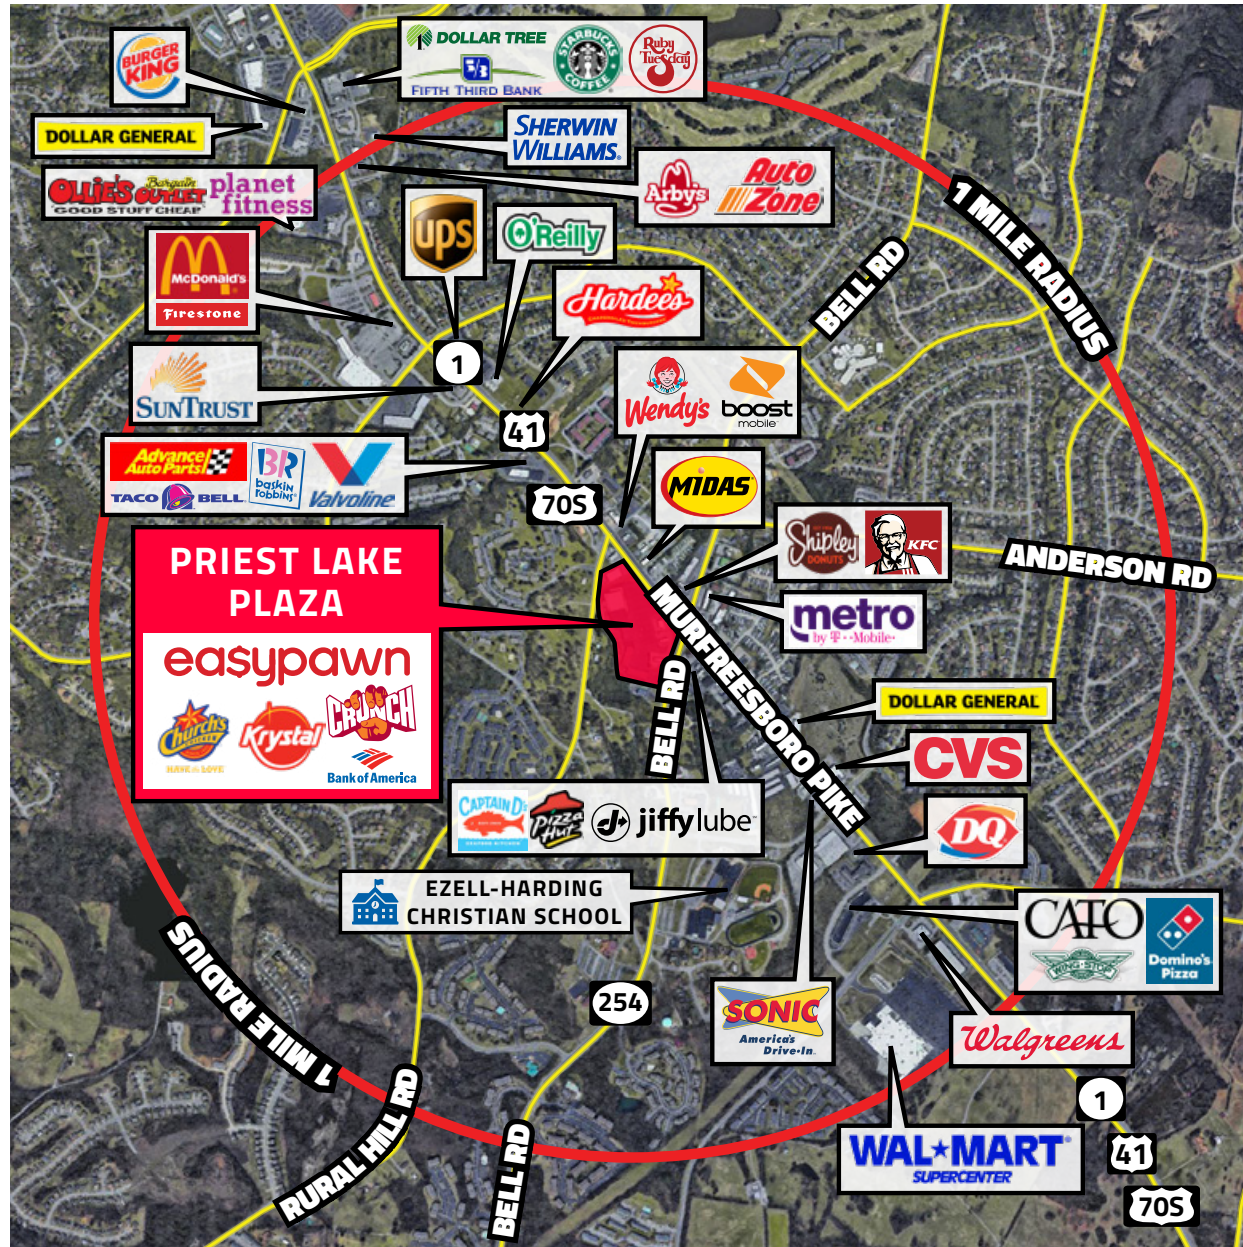 BURGER
KING
DOLLAR TREE
FIFTH THIRD BANK
STARBUCKS
COFFEE
Ruby
Tuesday
DOLLAR GENERAL
SHERWIN
WILLIAMS.
OLLIE'S Bargain
OUTLET
GOOD STUFF CHEAP
planet
fitness
Arby's
Auto
Zone
McDonald's
Firestone
ups
O'Reilly
Hardee's
BELL RD
1 MILE RADIUS
SUNTRUST
1
41
Wendy's
boost
mobile
Advance
Auto Parts
BR
baskin
robbins
Valvoline
TACO BELL
70S
MIDAS
Shipley
DONUTS
KFC
ANDERSON RD
metro
by T-Mobile
PRIEST LAKE
PLAZA
easypawn
Church's
CHICKEN
Krystal
CRUNCH
Bank of America
MURFREESBORO PIKE
BELL RD
DOLLAR GENERAL
CVS
DQ
CAPTAIN D'S
SEAFOOD KITCHEN
Pizza
Hut
J
jiffy lube
EZELL-HARDING
CHRISTIAN SCHOOL
CATO
WING·STOP
Domino's
Pizza
1 MILE RADIUS
254
SONIC
America's
Drive-In
Walgreens
RURAL HILL RD
BELL RD
WAL★MART
SUPERCENTER
1
41
70S